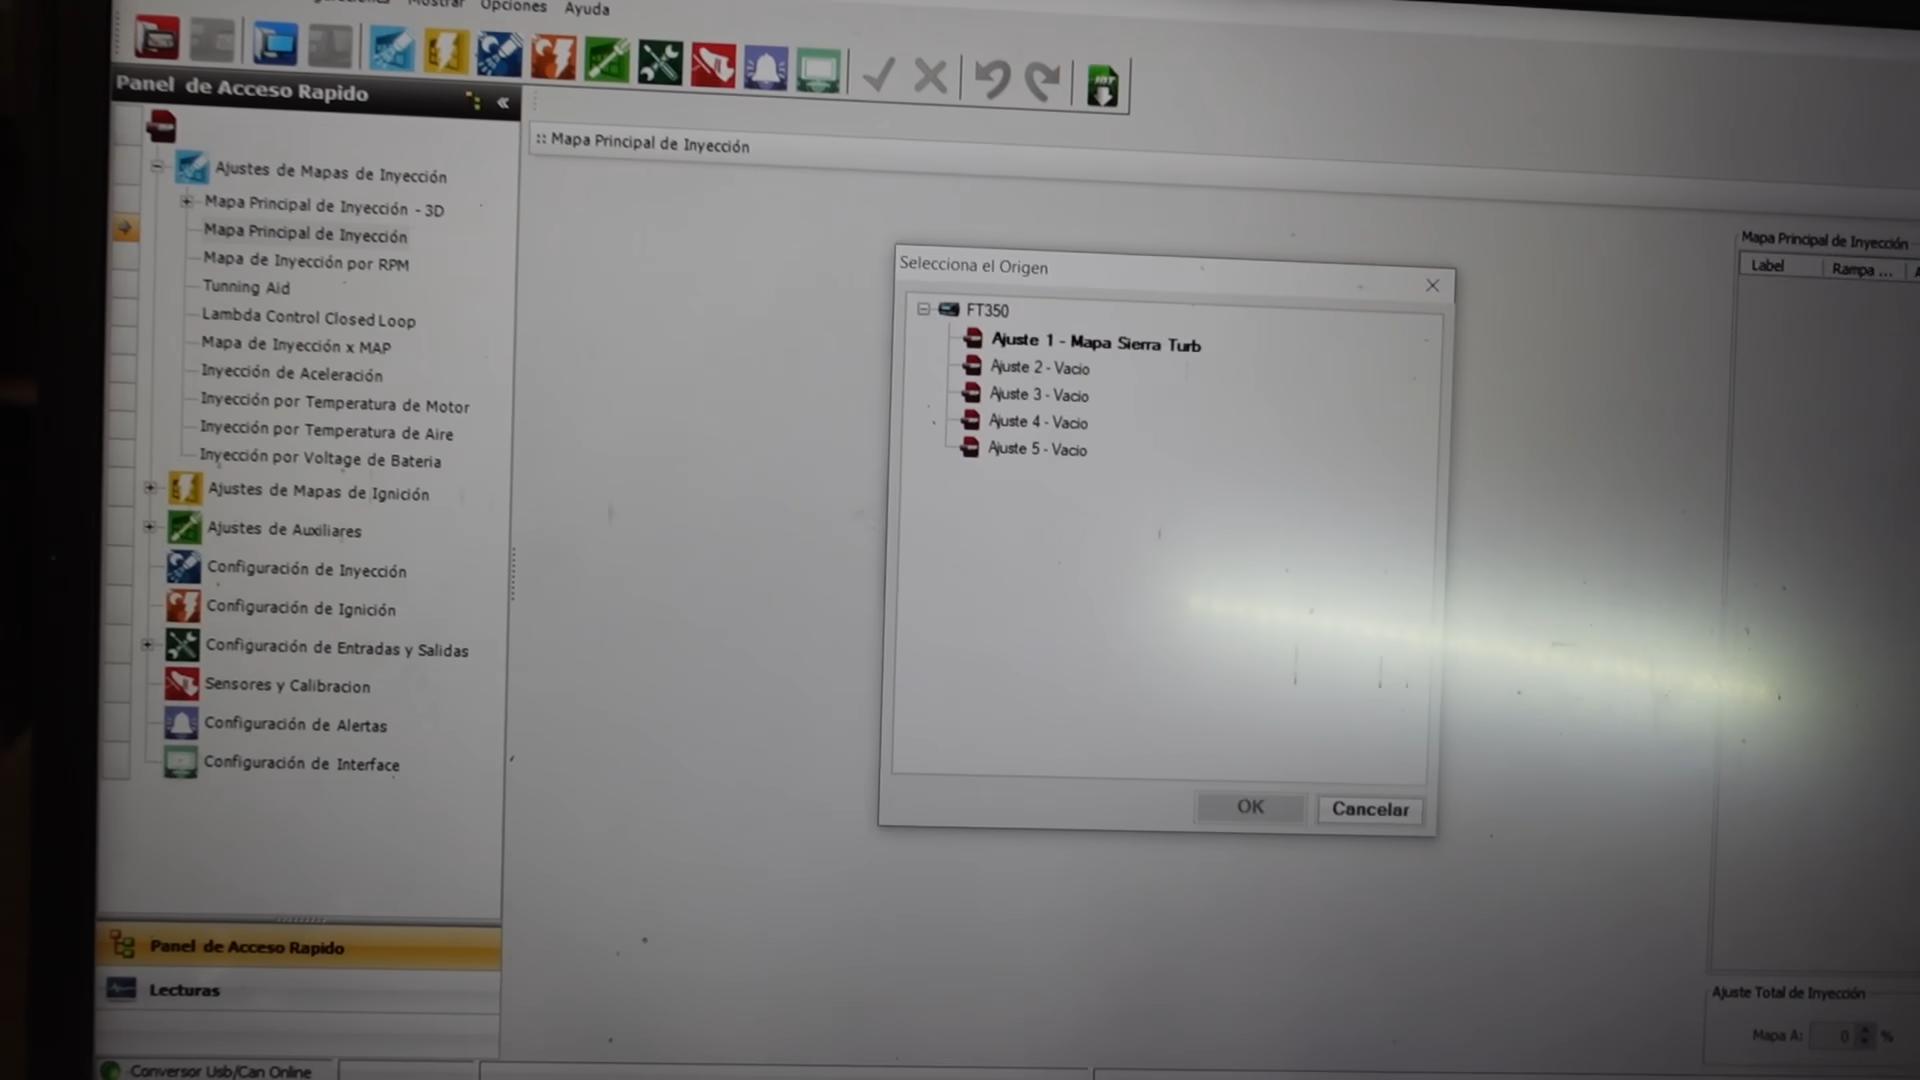 Mostrar Opciones Ayuda
Panel de Acceso Rapido
Ajustes de Mapas de Inyección
Mapa Principal de Inyección - 3D
Mapa Principal de Inyección
Mapa de Inyección por RPM
Tunning Aid
Lambda Control Closed Loop
Mapa de Inyección x MAP
Inyección de Aceleración
Inyección por Temperatura de Motor
Inyección por Temperatura de Aire
Inyección por Voltage de Bateria
Ajustes de Mapas de Ignición
Ajustes de Auxiliares
Configuración de Inyección
Configuración de Ignición
Configuración de Entradas y Salidas
Sensores y Calibracion
Configuración de Alertas
Configuración de Interface
Panel de Acceso Rapido
Lecturas
Conversor Usb/Can Online
:: Mapa Principal de Inyección
Selecciona el Origen
FT350
Ajuste 1 - Mapa Sierra Turb
Ajuste 2 - Vacio
Ajuste 3 - Vacio
Ajuste 4 - Vacio
Ajuste 5 - Vacio
OK Cancelar
Mapa Principal de Inyección
Label Rampa ... A
Ajuste Total de Inyección
Mapa A: 0 %